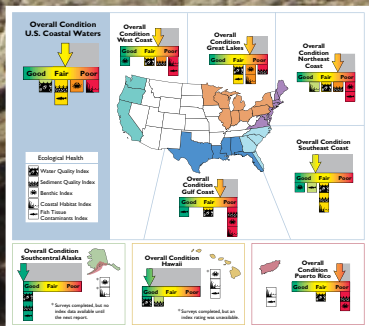 Overall Condition
U.S. Coastal Waters
Good Fair Poor
Ecological Health
Water Quality Index
Sediment Quality Index
Benthic Index
Coastal Habitat Index
Fish Tissue
Contaminants Index
Overall
Condition
West Coast
Good Fair Poor
Overall
Condition
Great Lakes
Good Fair Poor
Overall
Condition
Northeast
Coast
Good Fair Poor
Overall
Condition
Southeast Coast
Good Fair Poor
Overall
Condition
Gulf Coast
Good Fair Poor
Overall Condition
Southcentral Alaska
Good Fair Poor
* Surveys completed, but no
index data available until
the next report.
Overall Condition
Hawaii
Good Fair Poor
* Surveys completed, but an
index rating was unavailable.
Overall
Condition
Puerto Rico
Good Fair Poor